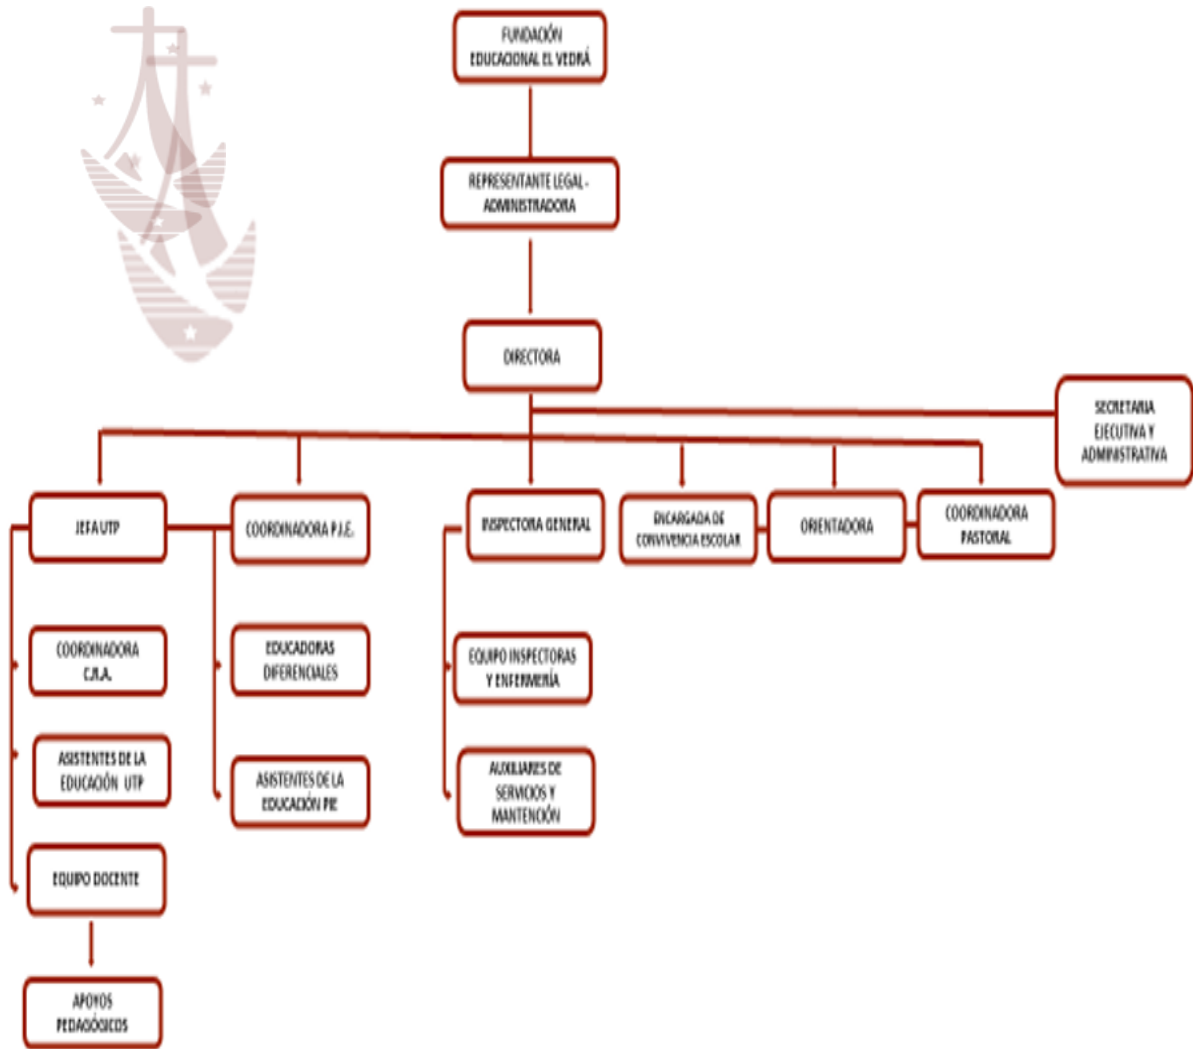 FUNDACIÓN
EDUCACIONAL EL VEDRÁ
REPRESENTANTE LEGAL -
ADMINISTRADORA
DIRECTORA
SECRETARIA
EJECUTIVA Y
ADMINISTRATIVA
JEFA UTP
COORDINADORA P.I.E.
INSPECTORA GENERAL
ENCARGADA DE
CONVIVENCIA ESCOLAR
ORIENTADORA
COORDINADORA
PASTORAL
COORDINADORA
C.R.A.
EDUCADORAS
DIFERENCIALES
EQUIPO INSPECTORAS
Y ENFERMERÍA
ASISTENTES DE LA
EDUCACIÓN UTP
ASISTENTES DE LA
EDUCACIÓN PIE
AUXILIARES DE
SERVICIOS Y
MANTENCIÓN
EQUIPO DOCENTE
APOYOS
PEDAGÓGICOS